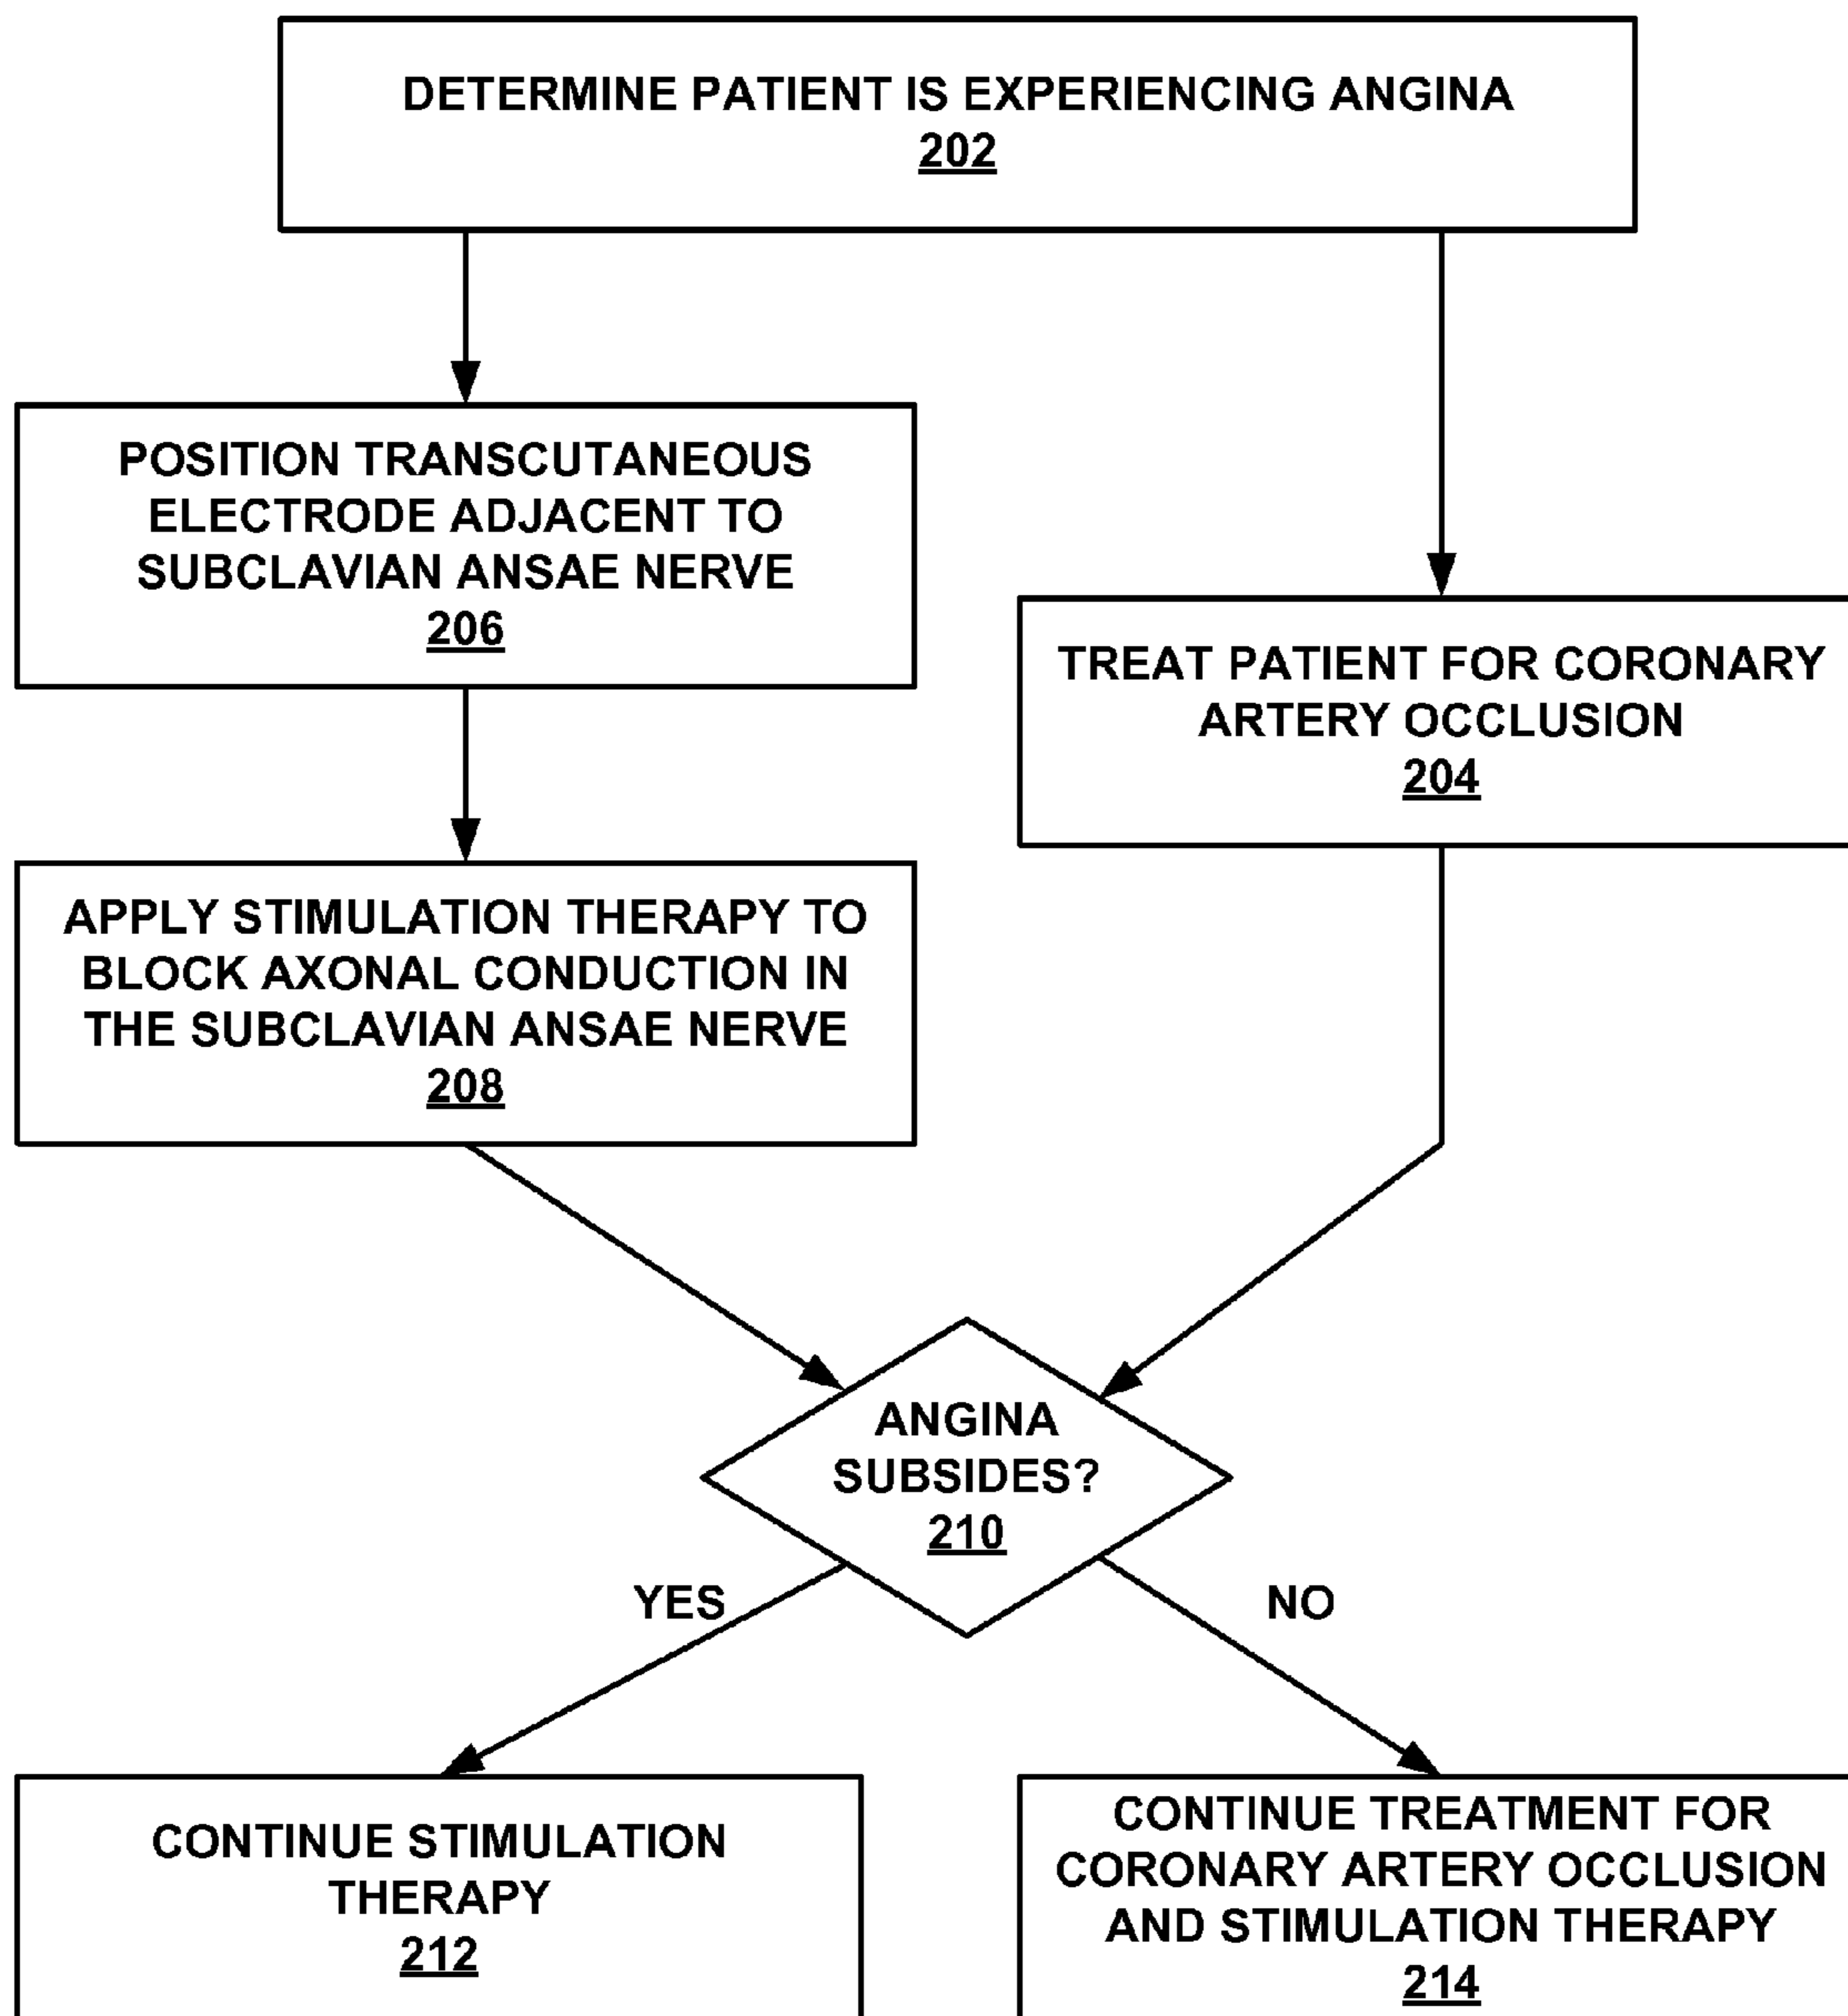 DETERMINE PATIENT IS EXPERIENCING ANGINA
202
POSITION TRANSCUTANEOUS
ELECTRODE ADJACENT TO
SUBCLAVIAN ANSAE NERVE
206
TREAT PATIENT FOR CORONARY
ARTERY OCCLUSION
204
APPLY STIMULATION THERAPY TO
BLOCK AXONAL CONDUCTION IN
THE SUBCLAVIAN ANSAE NERVE
208
ANGINA
SUBSIDES?
210
YES
NO
CONTINUE STIMULATION
THERAPY
212
CONTINUE TREATMENT FOR
CORONARY ARTERY OCCLUSION
AND STIMULATION THERAPY
214